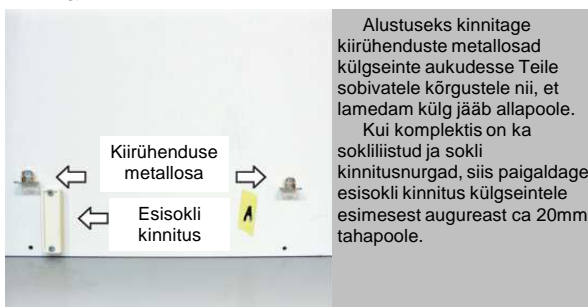 Alustuseks kinnitage
kiirühenduste metallosad
külgseinte aukudesse Teile
sobivatele kõrgustele nii, et
lamedam külg jääb allapoole.
Kui komplektis on ka
sokliliistud ja sokli
kinnitusnurgad, siis paigaldage
esisokli kinnitus külgseintele
esimesest augureast ca 20mm
tahapoole.
Kiirühenduse
metallosa
Esisokli
kinnitus
A